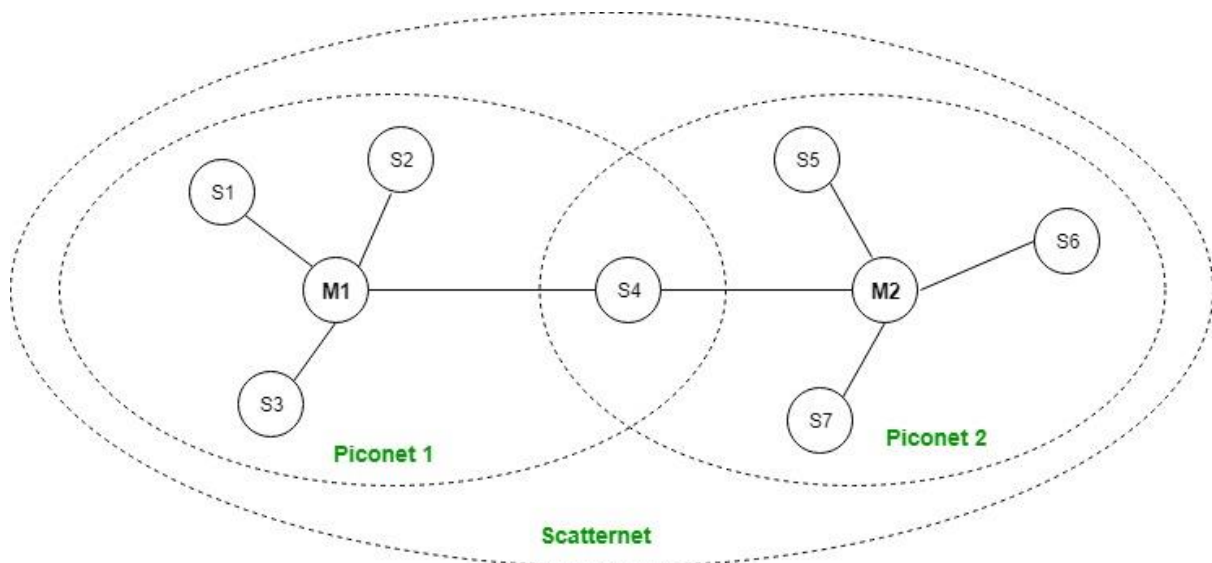 S1
S2
M1
S3
S4
S5
S6
M2
S7
Piconet 1
Piconet 2
Scatternet